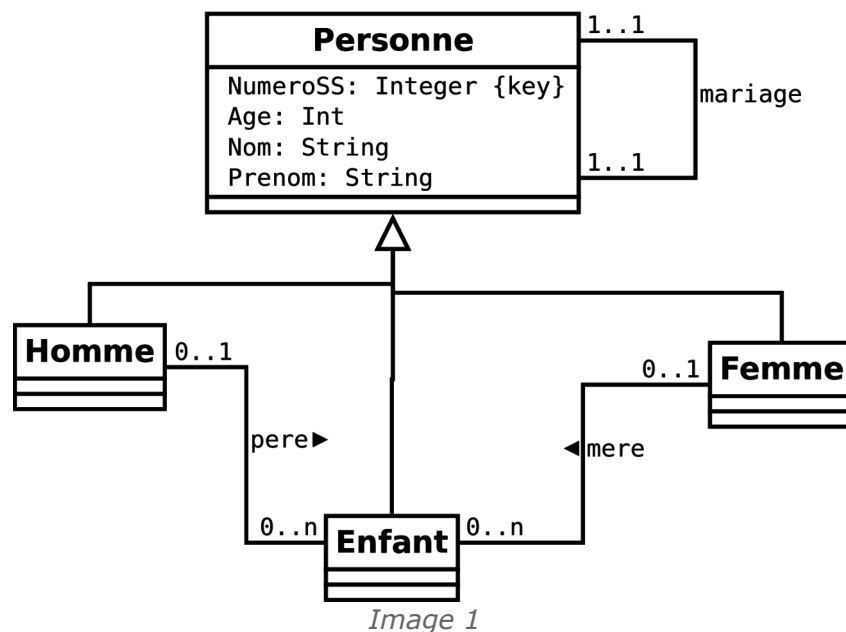 Personne
NumeroSS: Integer {key}
Age: Int
Nom: String
Prenom: String
1..1
mariage
1..1
Homme
0..1
0..1
Femme
pere►
◄mere
0..n
Enfant
0..n
Image 1